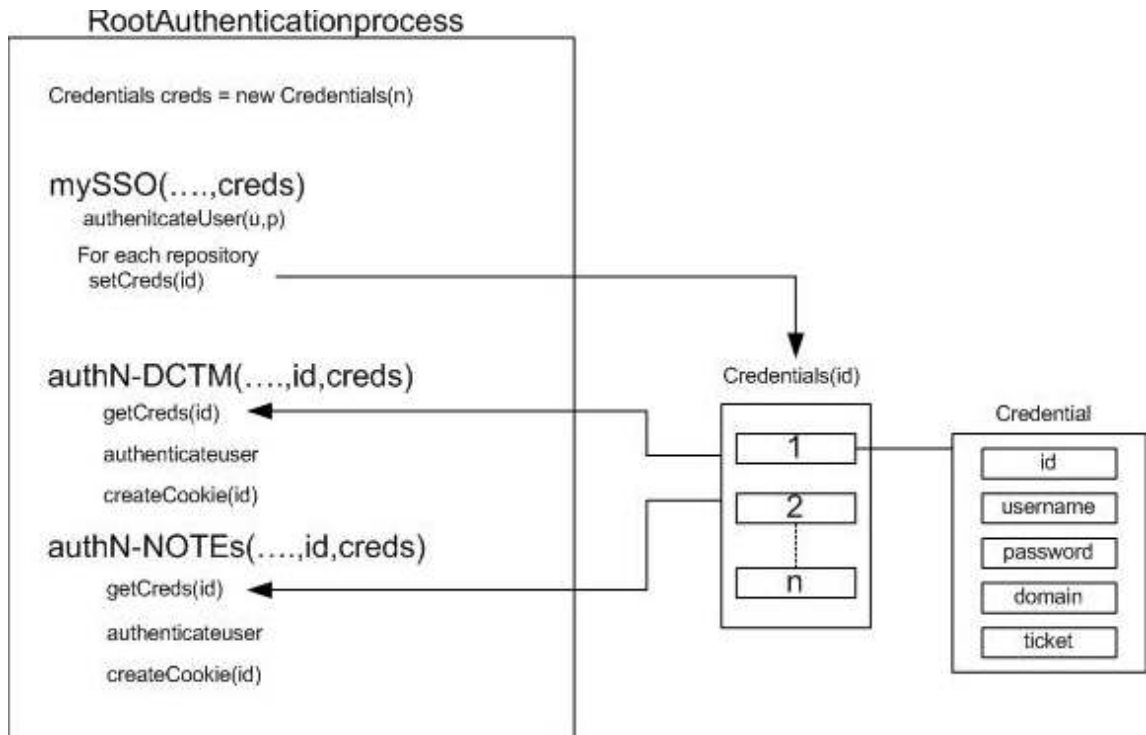 RootAuthenticationprocess
Credentials creds = new Credentials(n)
mySSO(....,creds)
authenitcateUser(u,p)
For each repository
setCreds(id)
authN-DCTM(....,id,creds)
getCreds(id)
authenticateuser
createCookie(id)
authN-NOTEs(....,id,creds)
getCreds(id)
authenticateuser
createCookie(id)
Credentials(id)
1
2
n
Credential
id
username
password
domain
ticket